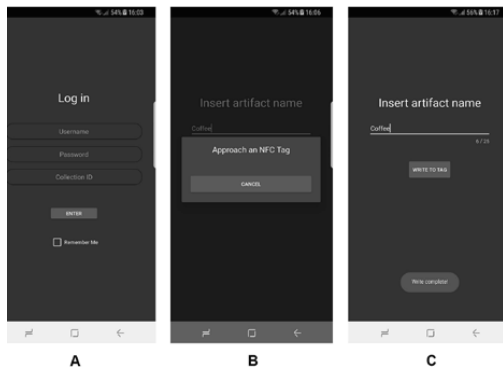 54% 16:03
Log in
Username
Password
Collection ID
ENTER
Remember Me
A
54% 16:06
Insert artifact name
Coffee
Approach an NFC Tag
CANCEL
B
56% 16:17
Insert artifact name
Coffee
6 / 25
WRITE TO TAG
Write complete!
C